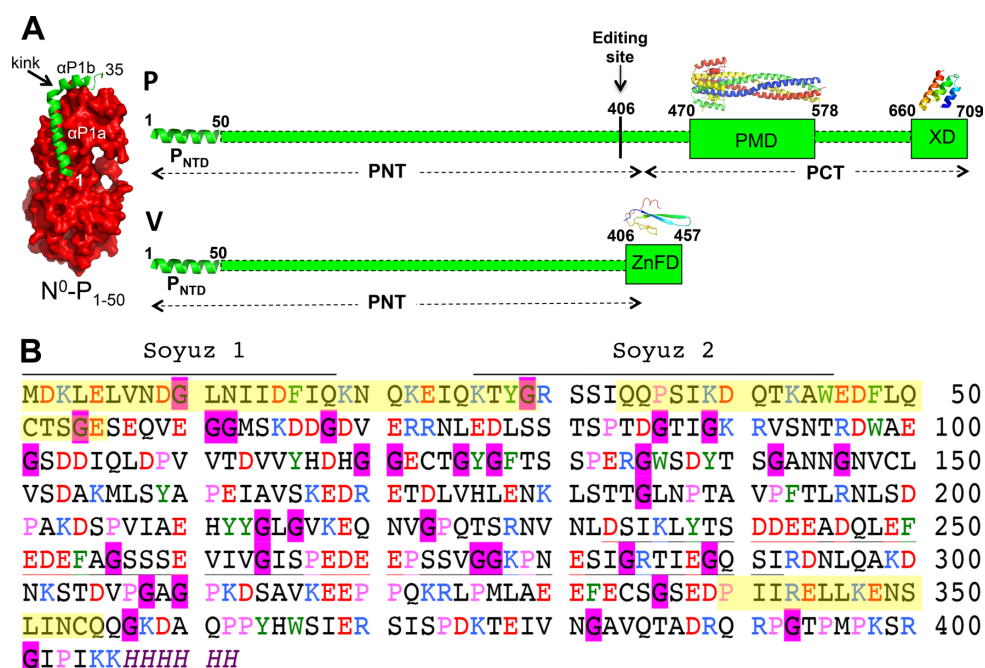 A
kink
αP1b
35
αP1a
1
N0-P1-50
P
Editing
site
1
50
406
470
578
660
709
PNTD
PMD
XD
PNT
PCT
V
1
50
406
457
PNTD
ZnFD
PNT
B
Soyuz 1 Soyuz 2
MDKLELVNDG LNIIDFIQKN QKEIQKTYGR SSIQQPSIKD QTKAWEDFLQ 50
CTSGESEQVE GGMSKDDGDV ERRNLEDLSS TSPTDGTIGK RVSNTRDWAE 100
GSDDIQLDPV VTDVVYHDHG GECTGYGFTS SPERGWSDYT SGANNGNVCL 150
VSDAKMLSYA PEIAVSKEDR ETDLVHLENK LSTTGLNPTA VPFTLRNLSD 200
PAKDSPVIAE HYYGLGVKEQ NVGPQTSRNV NLDSIKLYTS DDEEADQLEF 250
EDEFAGSSSE VIVGISPEDE EPSSVGGKPN ESIGRTIEGQ SIRDNLQAKD 300
NKSTDVPGAG PKDSAVKEEP PQKRLPMLAE EFECSGSEDP IIRELLKENS 350
LINCQQGKDA QPPYHWSIER SISPDKTEIV NGAVQTADRQ RPGTPMPKSR 400
GIPIKKHHHH HH